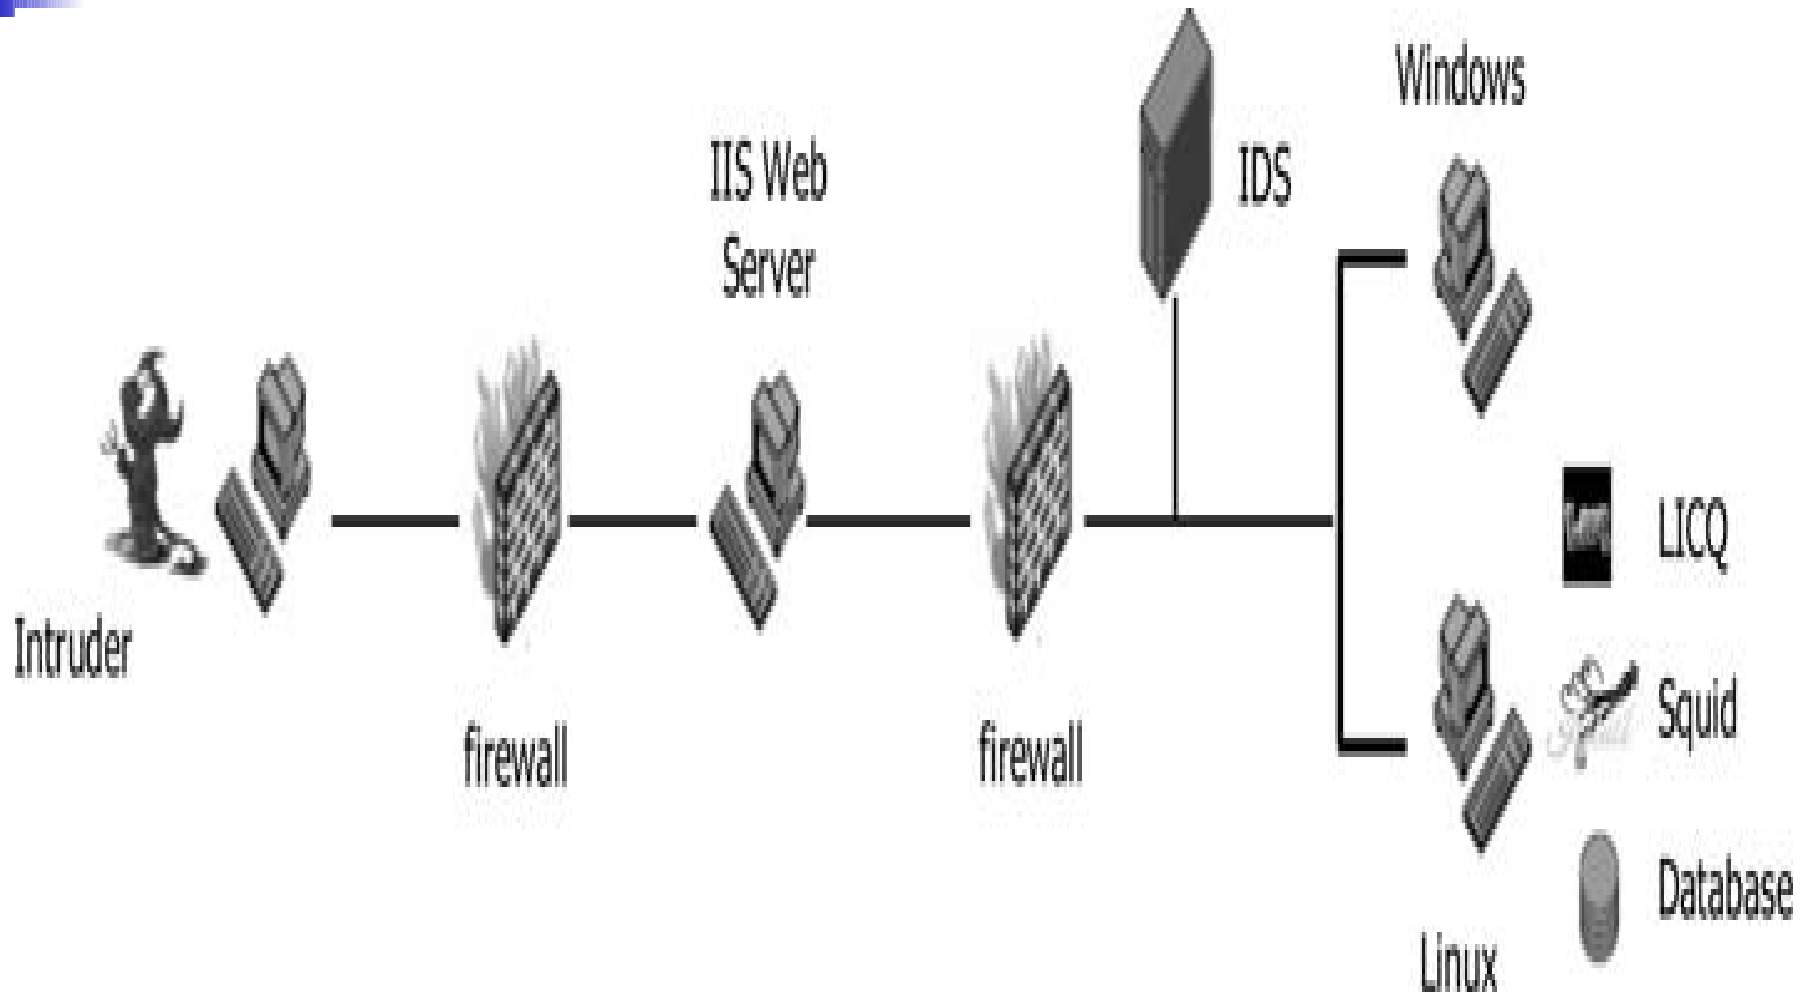 Windows
IIS Web
Server
IDS
Intruder
firewall
firewall
LICQ
Squid
Database
Linux